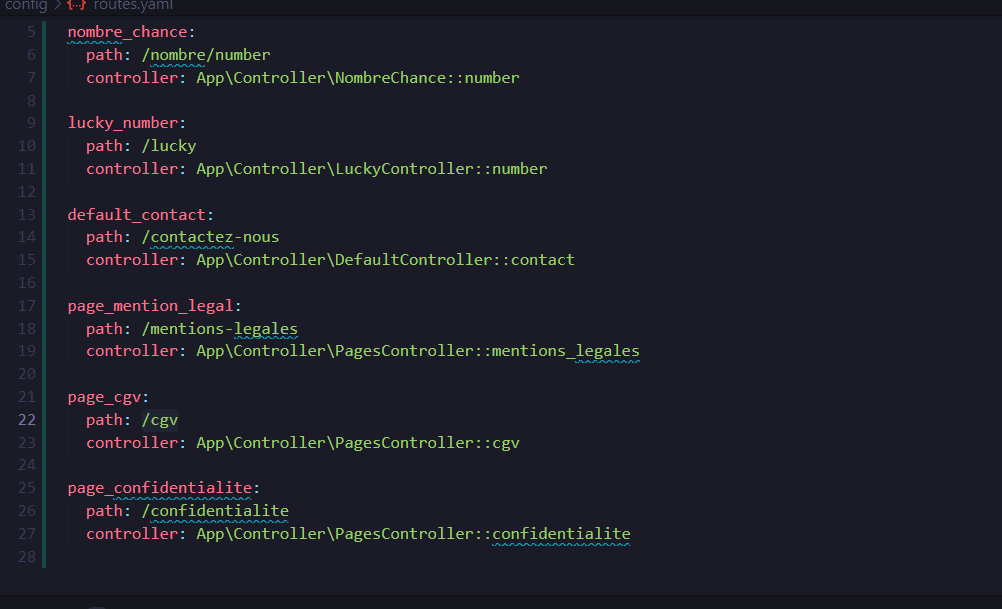 config > {··} routes.yaml
5 nombre_chance:
6 path: /nombre/number
7 controller: App\Controller\NombreChance::number
8
9 lucky_number:
10 path: /lucky
11 controller: App\Controller\LuckyController::number
12
13 default_contact:
14 path: /contactez-nous
15 controller: App\Controller\DefaultController::contact
16
17 page_mention_legal:
18 path: /mentions-legales
19 controller: App\Controller\PagesController::mentions_legales
20
21 page_cgv:
22 path: /cgv
23 controller: App\Controller\PagesController::cgv
24
25 page_confidentialite:
26 path: /confidentialite
27 controller: App\Controller\PagesController::confidentialite
28